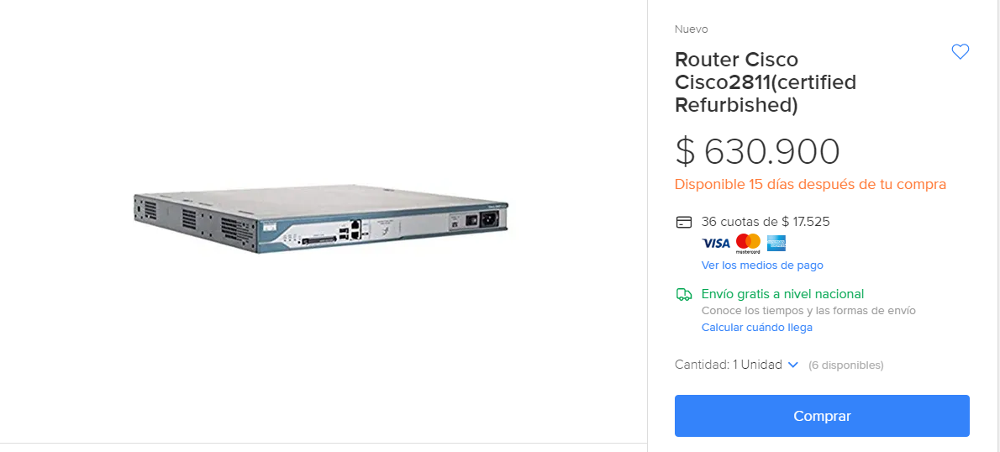 Nuevo
Router Cisco
Cisco2811(certified
Refurbished)
$ 630.900
Disponible 15 días después de tu compra
36 cuotas de $ 17.525
VISA
mastercard
Ver los medios de pago
Envío gratis a nivel nacional
Conoce los tiempos y las formas de envío
Calcular cuándo llega
Cantidad: 1 Unidad (6 disponibles)
Comprar